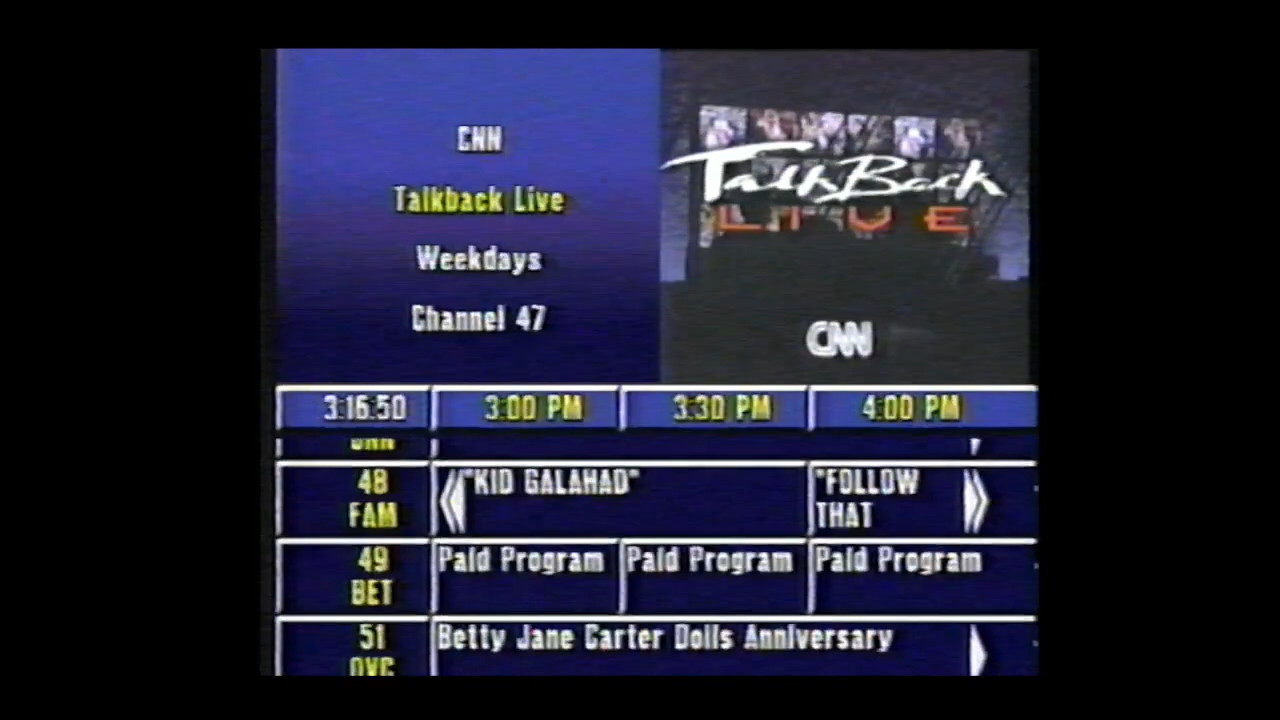 CNN
Talkback Live
Weekdays
Channel 47
TalkBack
LIVE
CNN
3:16:50 3:00 PM 3:30 PM 4:00 PM
CNN
48 "KID GALAHAD" "FOLLOW
FAM THAT
49 Paid Program Paid Program Paid Program
BET
51 Betty Jane Carter Dolls Anniversary
QVC